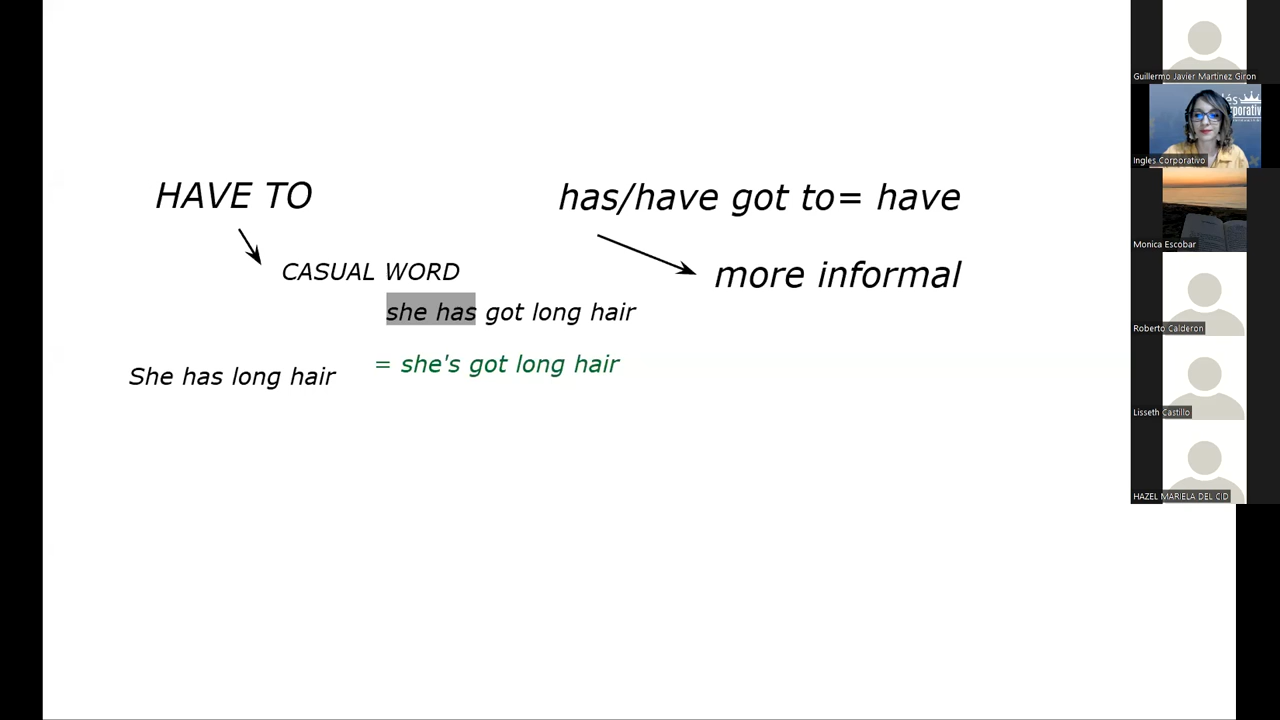 HAVE TO
has/have got to= have
CASUAL WORD
more informal
she has got long hair
= she's got long hair
She has long hair
Guillermo Javier Martinez Giron
Ingles Corporativo
Monica Escobar
Roberto Calderon
Lisseth Castillo
HAZEL MARIELA DEL CID